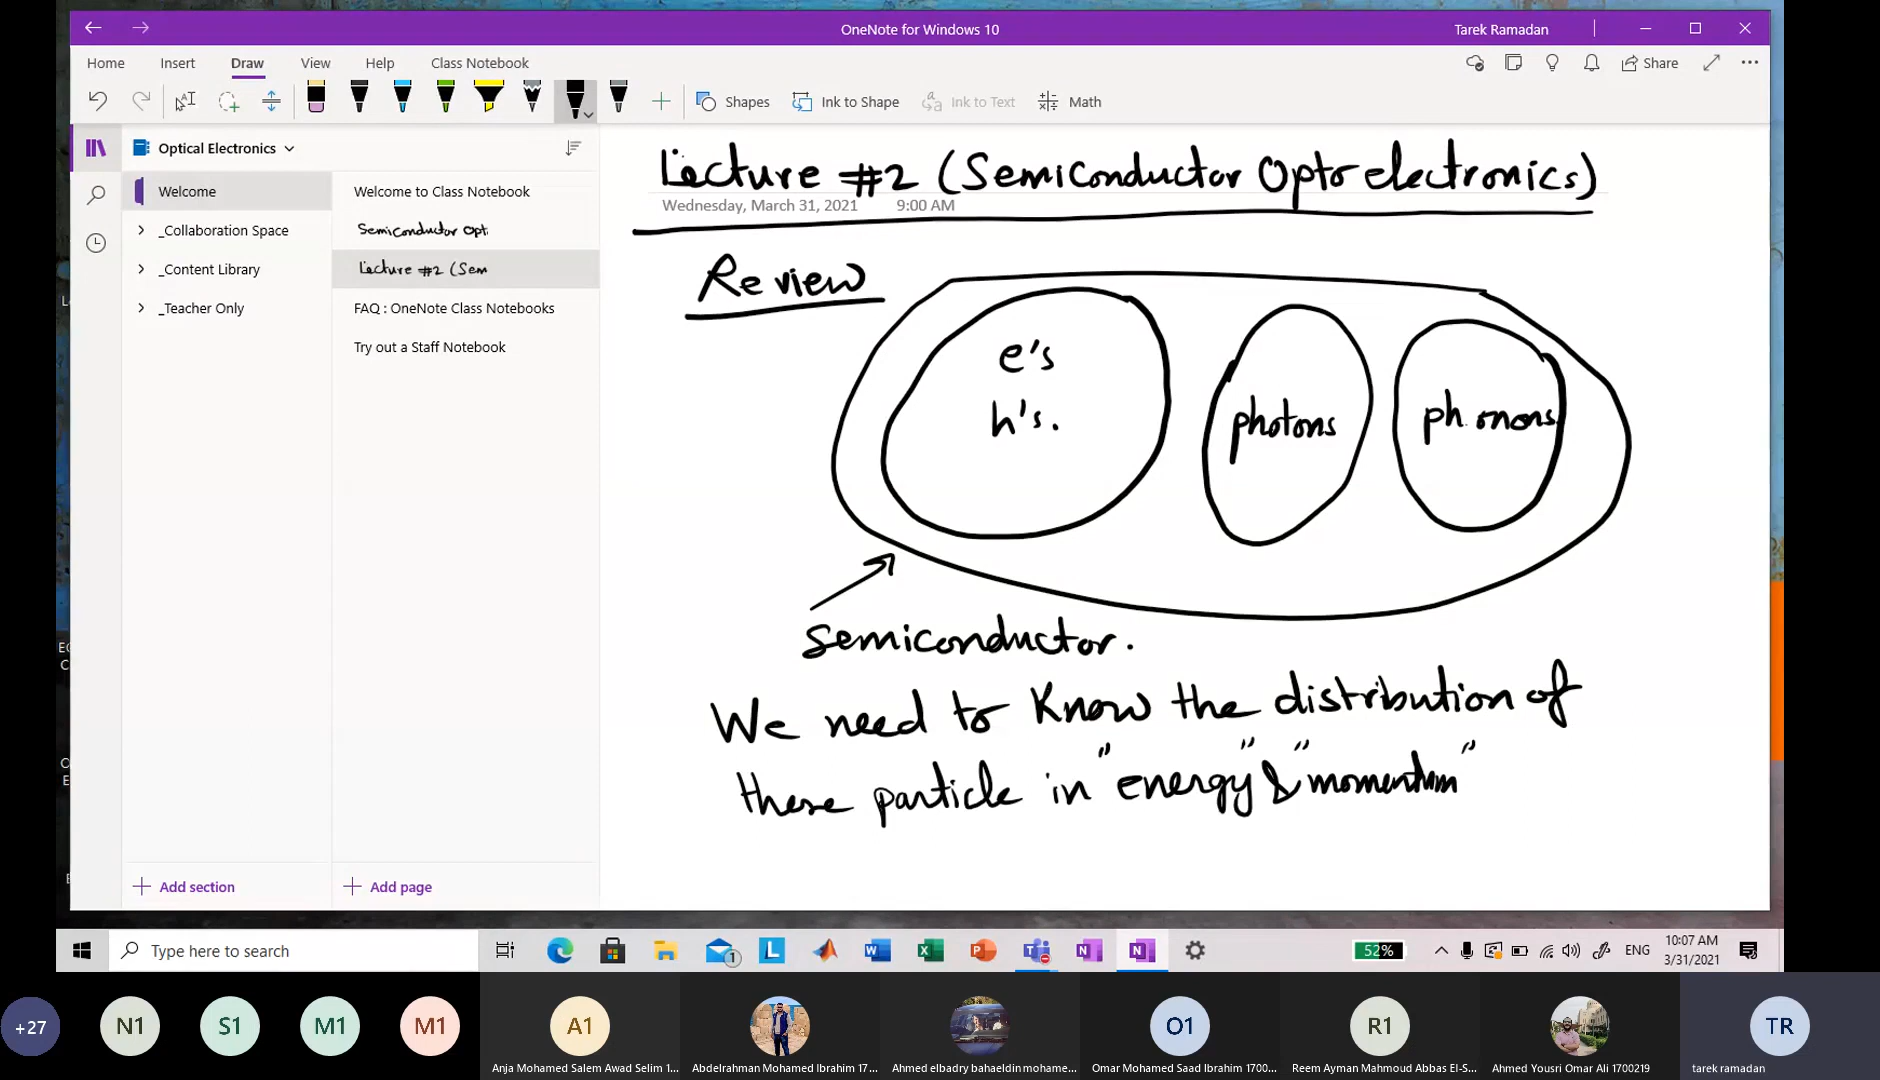 OneNote for Windows 10
Tarek Ramadan
Home Insert Draw View Help Class Notebook
Share
Shapes Ink to Shape Ink to Text Math
Optical Electronics
Welcome
_Collaboration Space
_Content Library
_Teacher Only
Add section
Welcome to Class Notebook
Semiconductor Opt
Lecture #2 (Sem
FAQ : OneNote Class Notebooks
Try out a Staff Notebook
Add page
Lecture #2 (Semiconductor Optoelectronics)
Wednesday, March 31, 2021 9:00 AM
Review
e's
h's.
photons
phonons
Semiconductor.
We need to know the distribution of
these particle in "energy" & "momentum"
Type here to search
1
52%
ENG
10:07 AM
3/31/2021
+27
N1
S1
M1
M1
A1
Anja Mohamed Salem Awad Selim 1...
Abdelrahman Mohamed Ibrahim 17...
Ahmed elbadry bahaeldin mohame...
O1
Omar Mohamed Saad Ibrahim 1700...
R1
Reem Ayman Mahmoud Abbas El-S...
Ahmed Yousri Omar Ali 1700219
TR
tarek ramadan